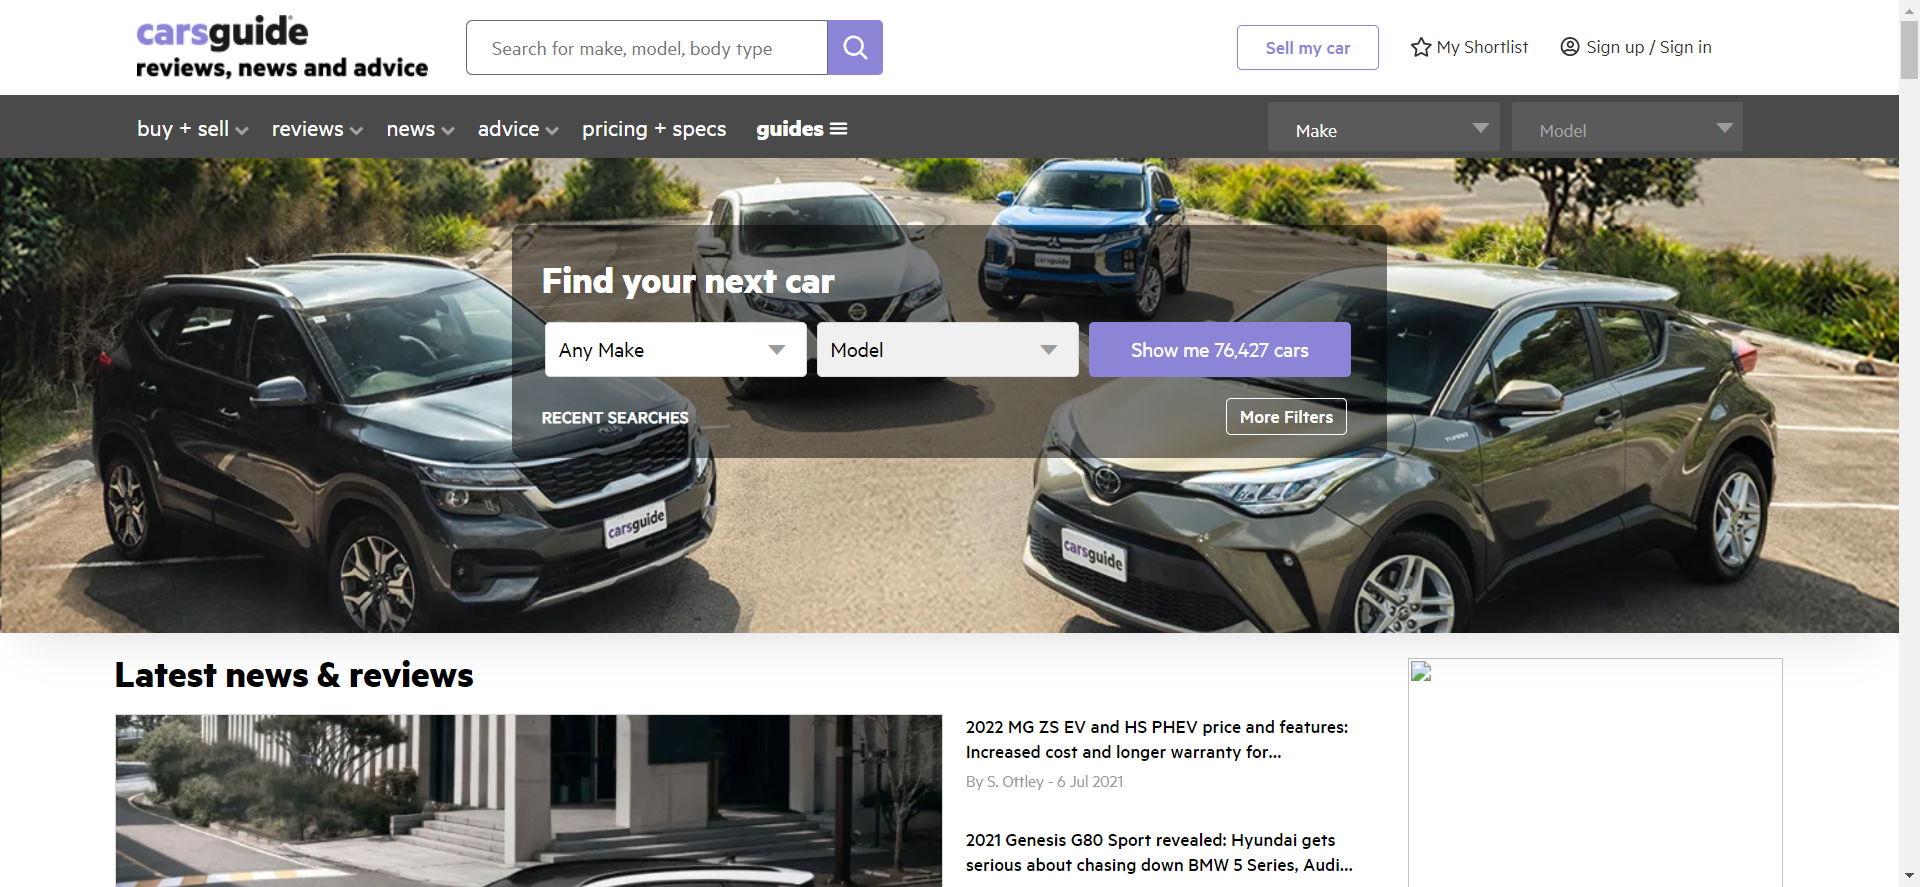 carsguide
reviews, news and advice
Search for make, model, body type
Sell my car
My Shortlist
Sign up / Sign in
buy + sell
reviews
news
advice
pricing + specs
guides
Make
Model
Find your next car
Any Make
Model
Show me 76,427 cars
RECENT SEARCHES
More Filters
carsguide
carsguide
carsguide
Latest news & reviews
2022 MG ZS EV and HS PHEV price and features:
Increased cost and longer warranty for...
By S. Ottley - 6 Jul 2021
2021 Genesis G80 Sport revealed: Hyundai gets
serious about chasing down BMW 5 Series, Audi...